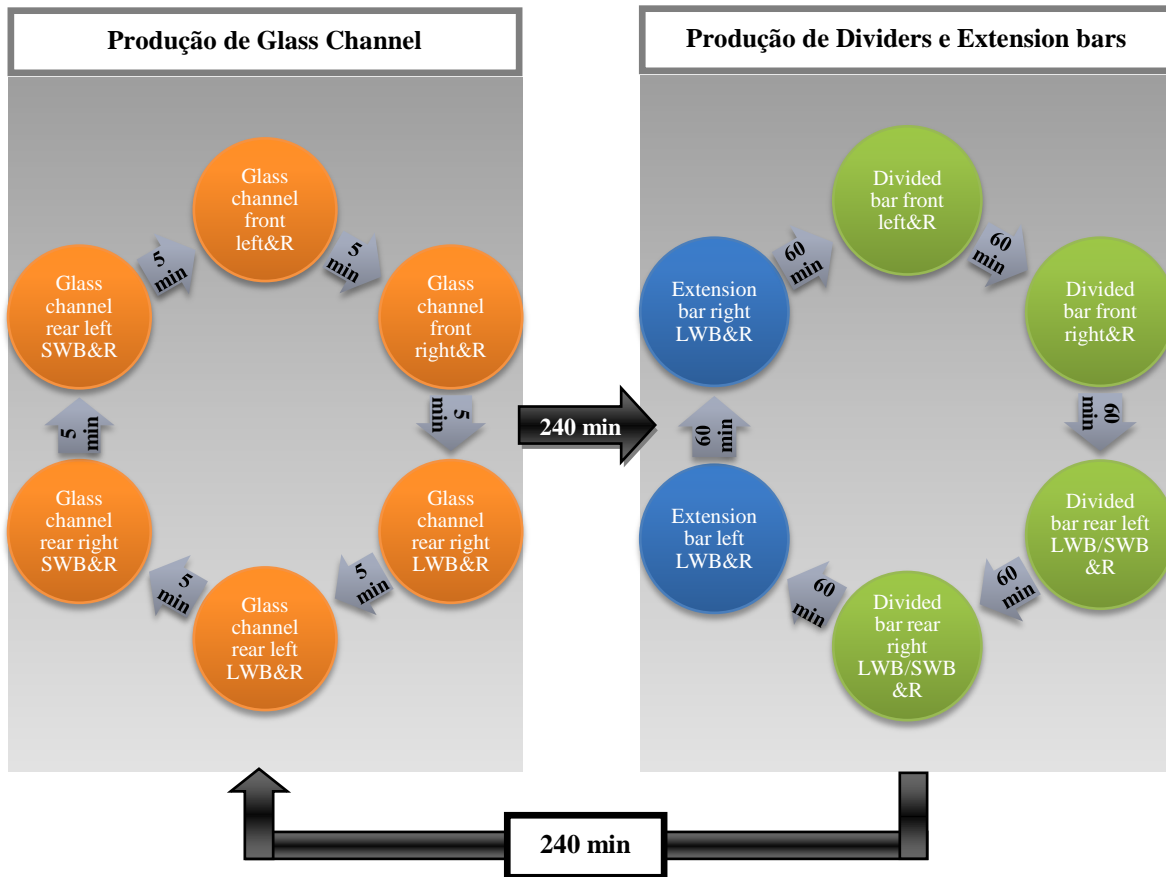 Produção de Glass Channel
Glass
channel
front
left&R
5
min
Glass
channel
front
right&R
5
min
Glass
channel
rear right
LWB&R
5
min
Glass
channel
rear left
LWB&R
5
min
Glass
channel
rear right
SWB&R
5
min
Glass
channel
rear left
SWB&R
5
min
240 min
Produção de Dividers e Extension bars
Divided
bar front
left&R
60
min
Divided
bar front
right&R
60
min
Divided
bar rear left
LWB/SWB
&R
60
min
Divided
bar rear
right
LWB/SWB
&R
60
min
Extension
bar left
LWB&R
60
min
Extension
bar right
LWB&R
60
min
240 min